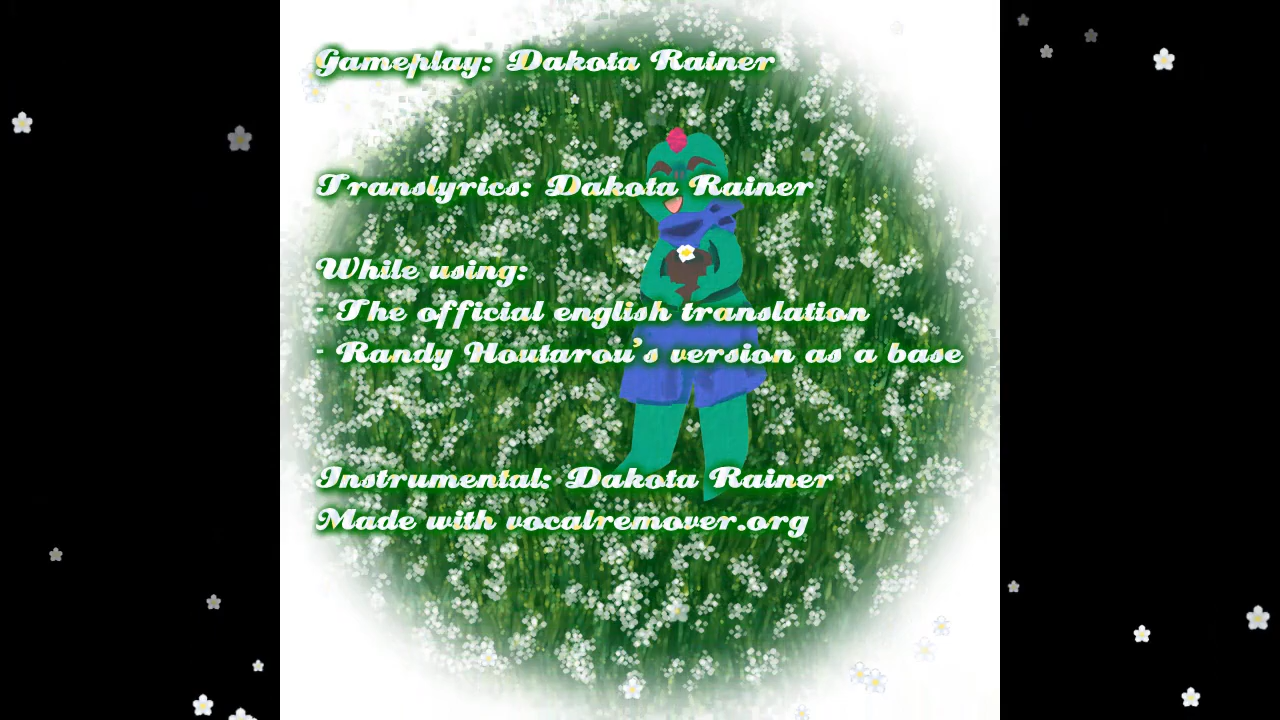 Gameplay: Dakota Rainer
Translyrics: Dakota Rainer
While using:
- The official english translation
- Randy Houtarou's version as a base
Instrumental: Dakota Rainer
Made with vocalremover.org